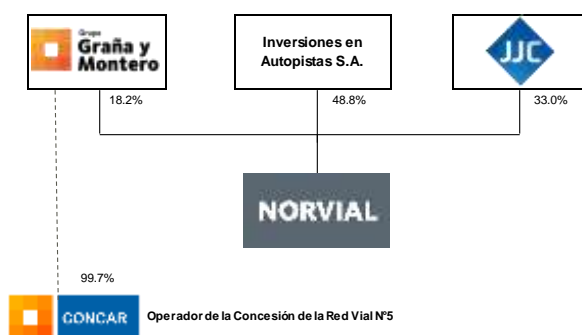 Grupo
Graña y
Montero
Inversiones en
Autopistas S.A.
JJC
18.2%
48.8%
33.0%
NORVIAL
99.7%
CONCAR
Operador de la Concesión de la Red Vial N°5